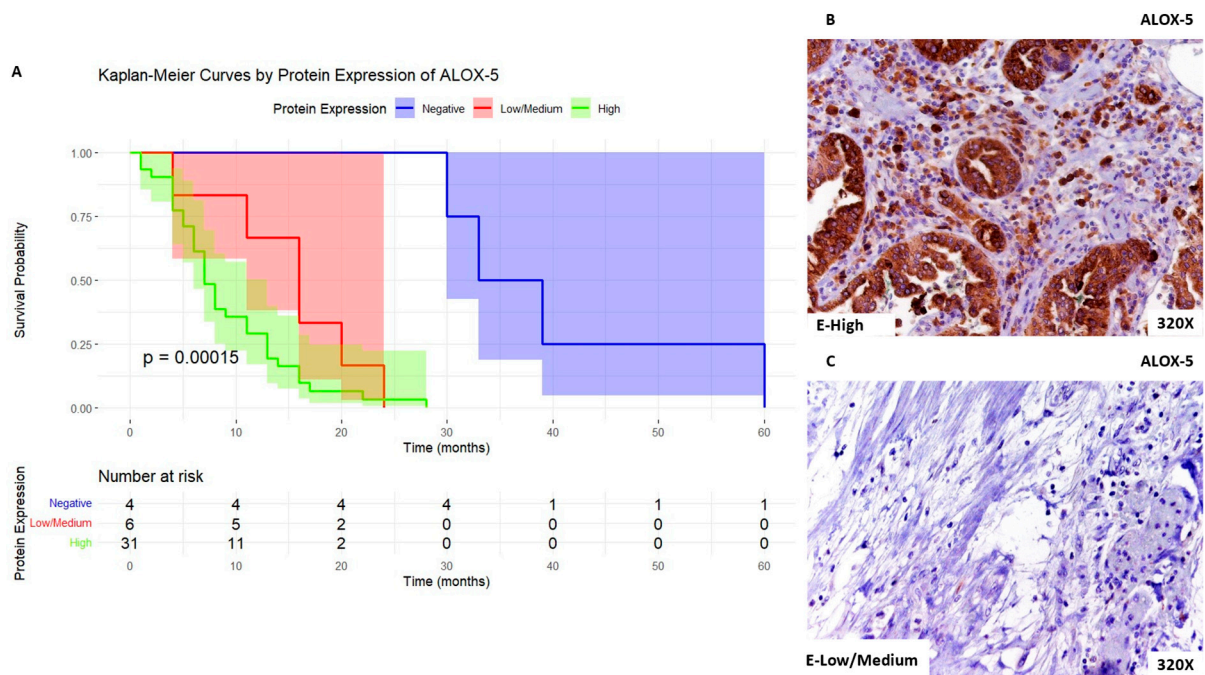 A
Kaplan-Meier Curves by Protein Expression of ALOX-5
Protein Expression Negative Low/Medium High
Survival Probability
1.00
0.75
0.50
0.25
0.00
p = 0.00015
0 10 20 30 40 50 60
Time (months)
Number at risk
Protein Expression
Negative 4 4 4 4 1 1 1
Low/Medium 6 5 2 0 0 0 0
High 31 11 2 0 0 0 0
0 10 20 30 40 50 60
Time (months)
B ALOX-5
E-High 320X
C ALOX-5
E-Low/Medium 320X